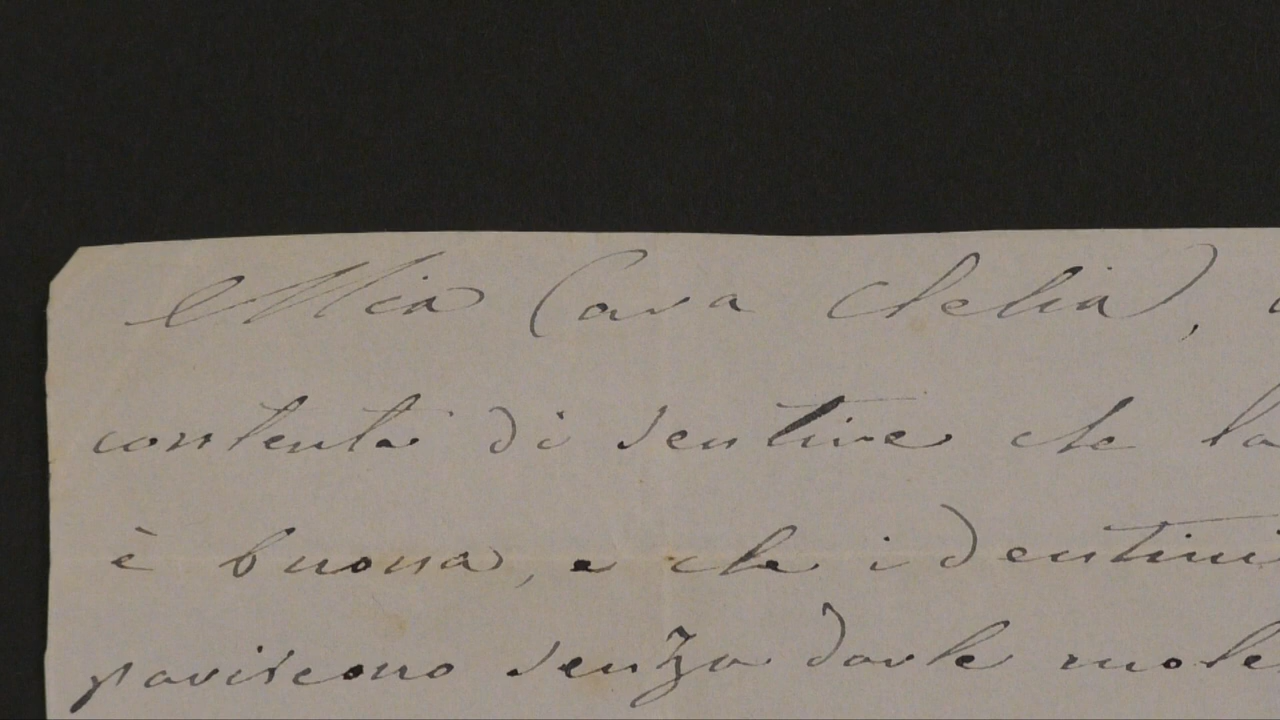 Mia Cara Clelia,
contenta di sentire che la
è buona, e che i dentini
pariscono senza darle mole